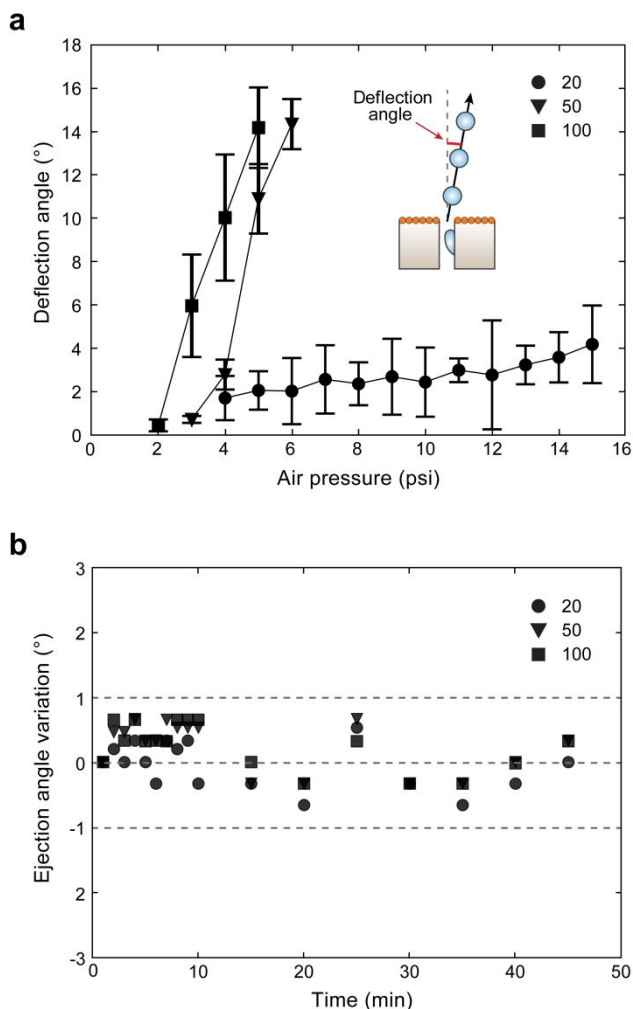 a
18
16
14
12
10
8
6
4
2
0
0 2 4 6 8 10 12 14 16
Deflection angle (°)
Air pressure (psi)
Deflection
angle
20
50
100
b
3
2
1
0
-1
2
-3
0 10 20 30 40 50
Ejection angle variation (°)
Time (min)
20
50
100